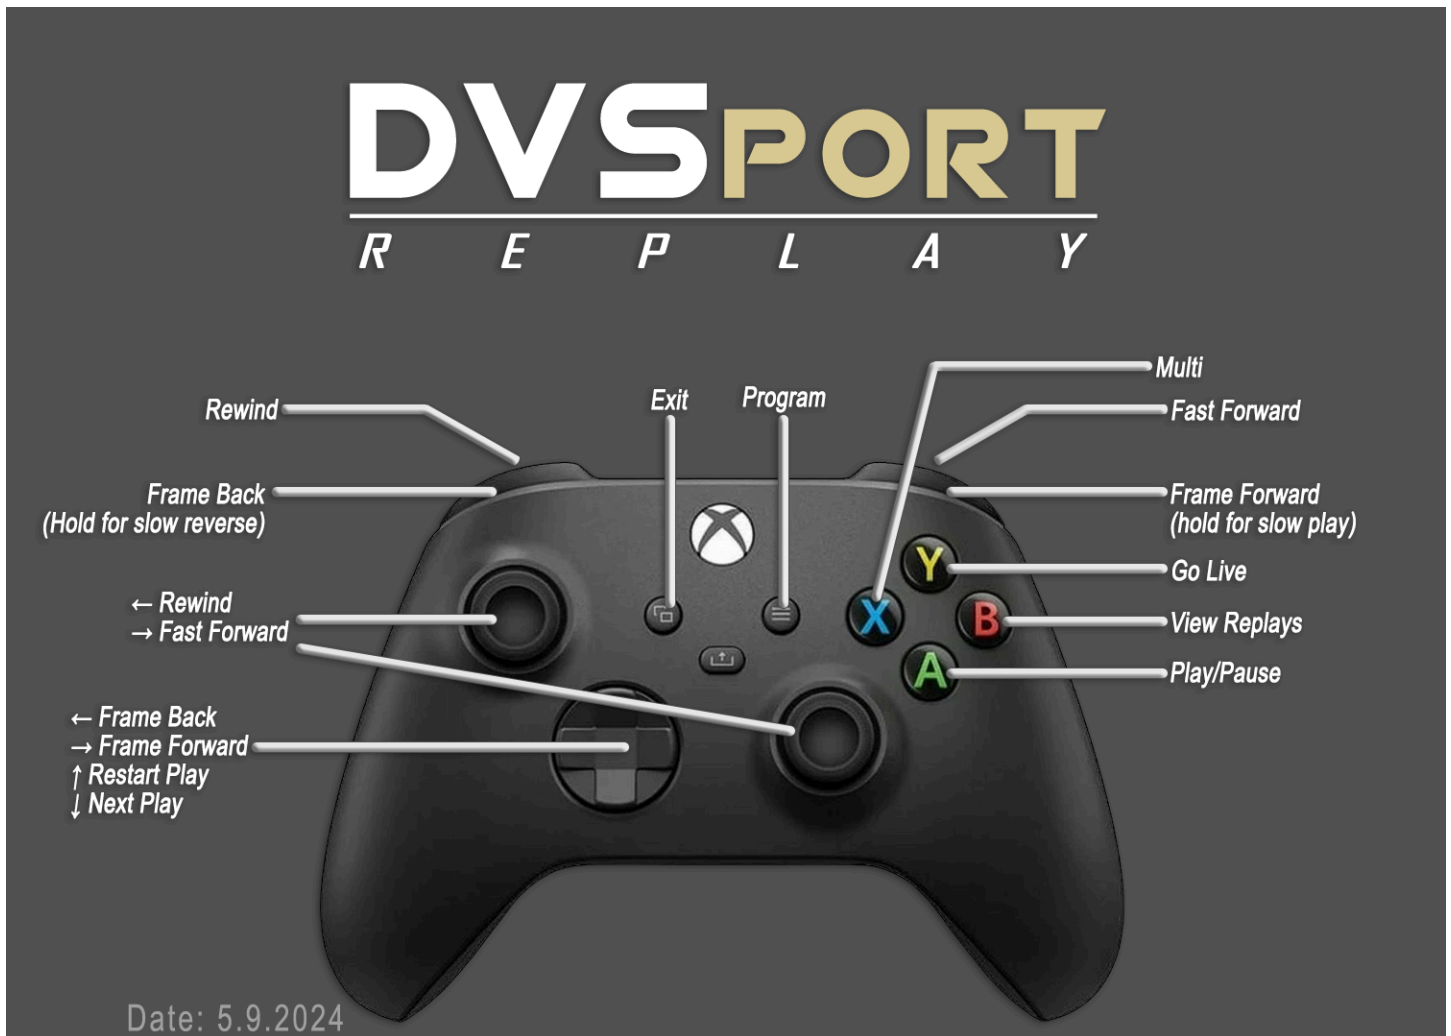 DVSPORT
REPLAY
Multi
Rewind
Exit
Program
Fast Forward
Frame Back
(Hold for slow reverse)
Frame Forward
(hold for slow play)
Y
Go Live
← Rewind
→ Fast Forward
X
B
View Replays
A
Play/Pause
← Frame Back
→ Frame Forward
↑ Restart Play
↓ Next Play
Date: 5.9.2024